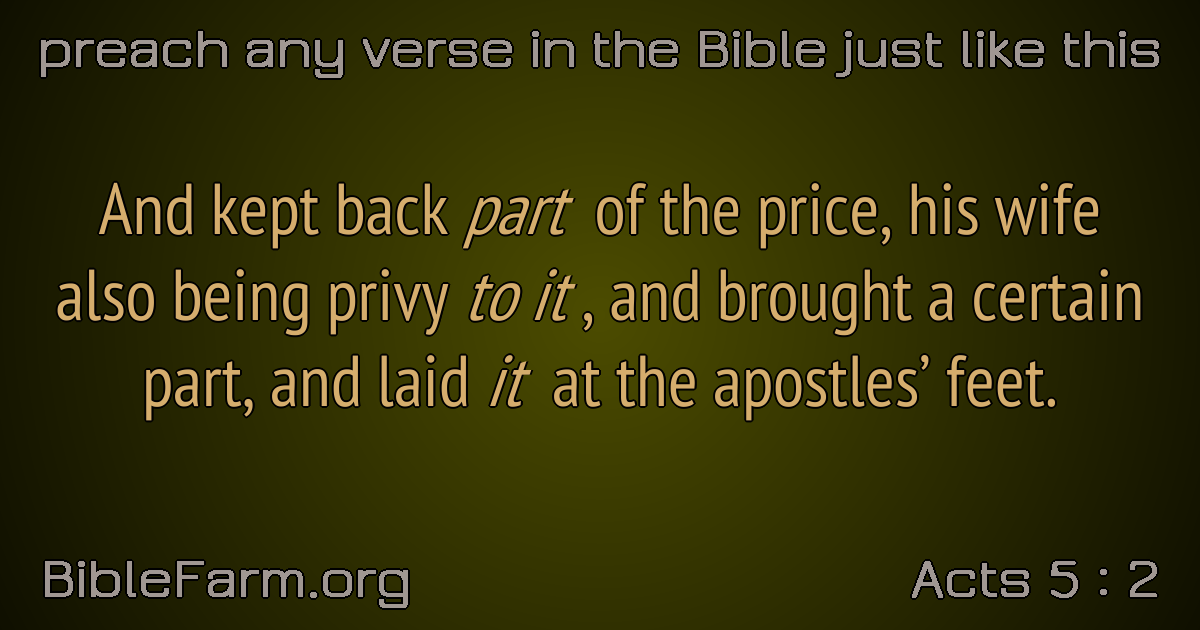 preach any verse in the Bible just like this
And kept back part of the price, his wife
also being privy to it , and brought a certain
part, and laid it at the apostles’ feet.
BibleFarm.org
Acts 5 : 2